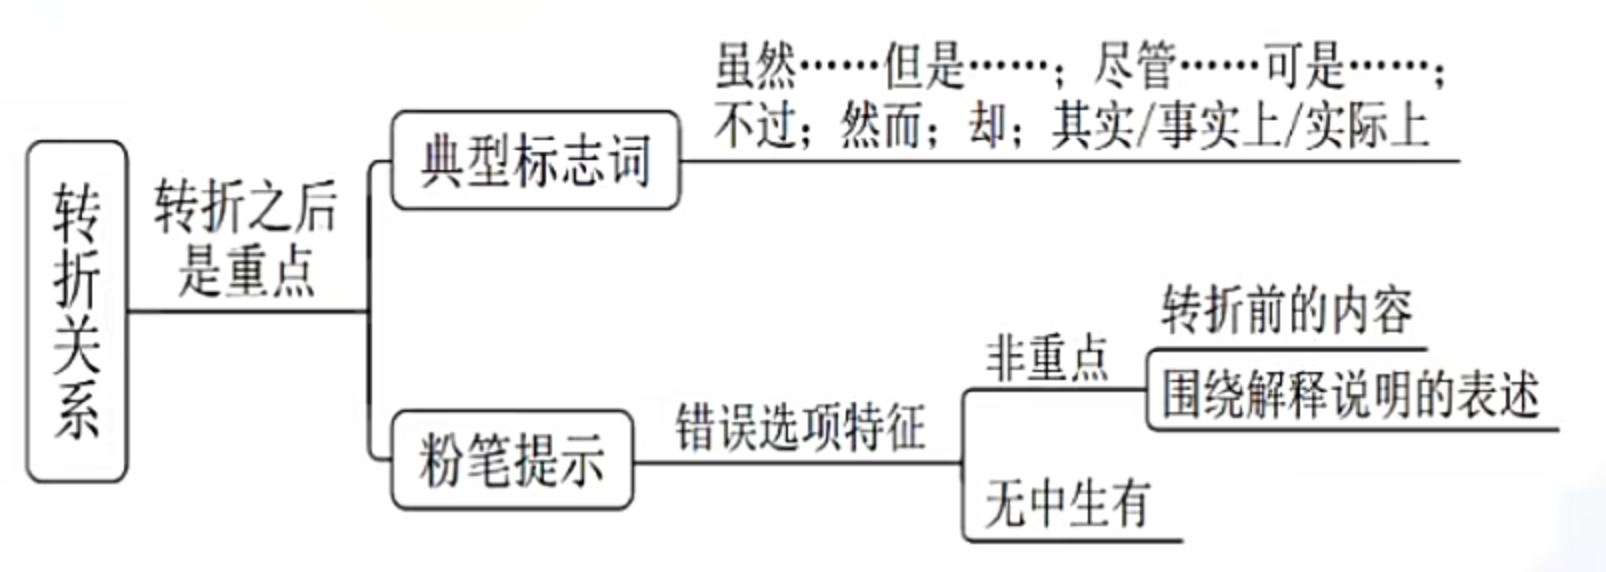 转折关系
转折之后
是重点
典型标志词
虽然……但是……；尽管……可是……；
不过；然而；却；其实/事实上/实际上
粉笔提示
错误选项特征
非重点
转折前的内容
围绕解释说明的表述
无中生有